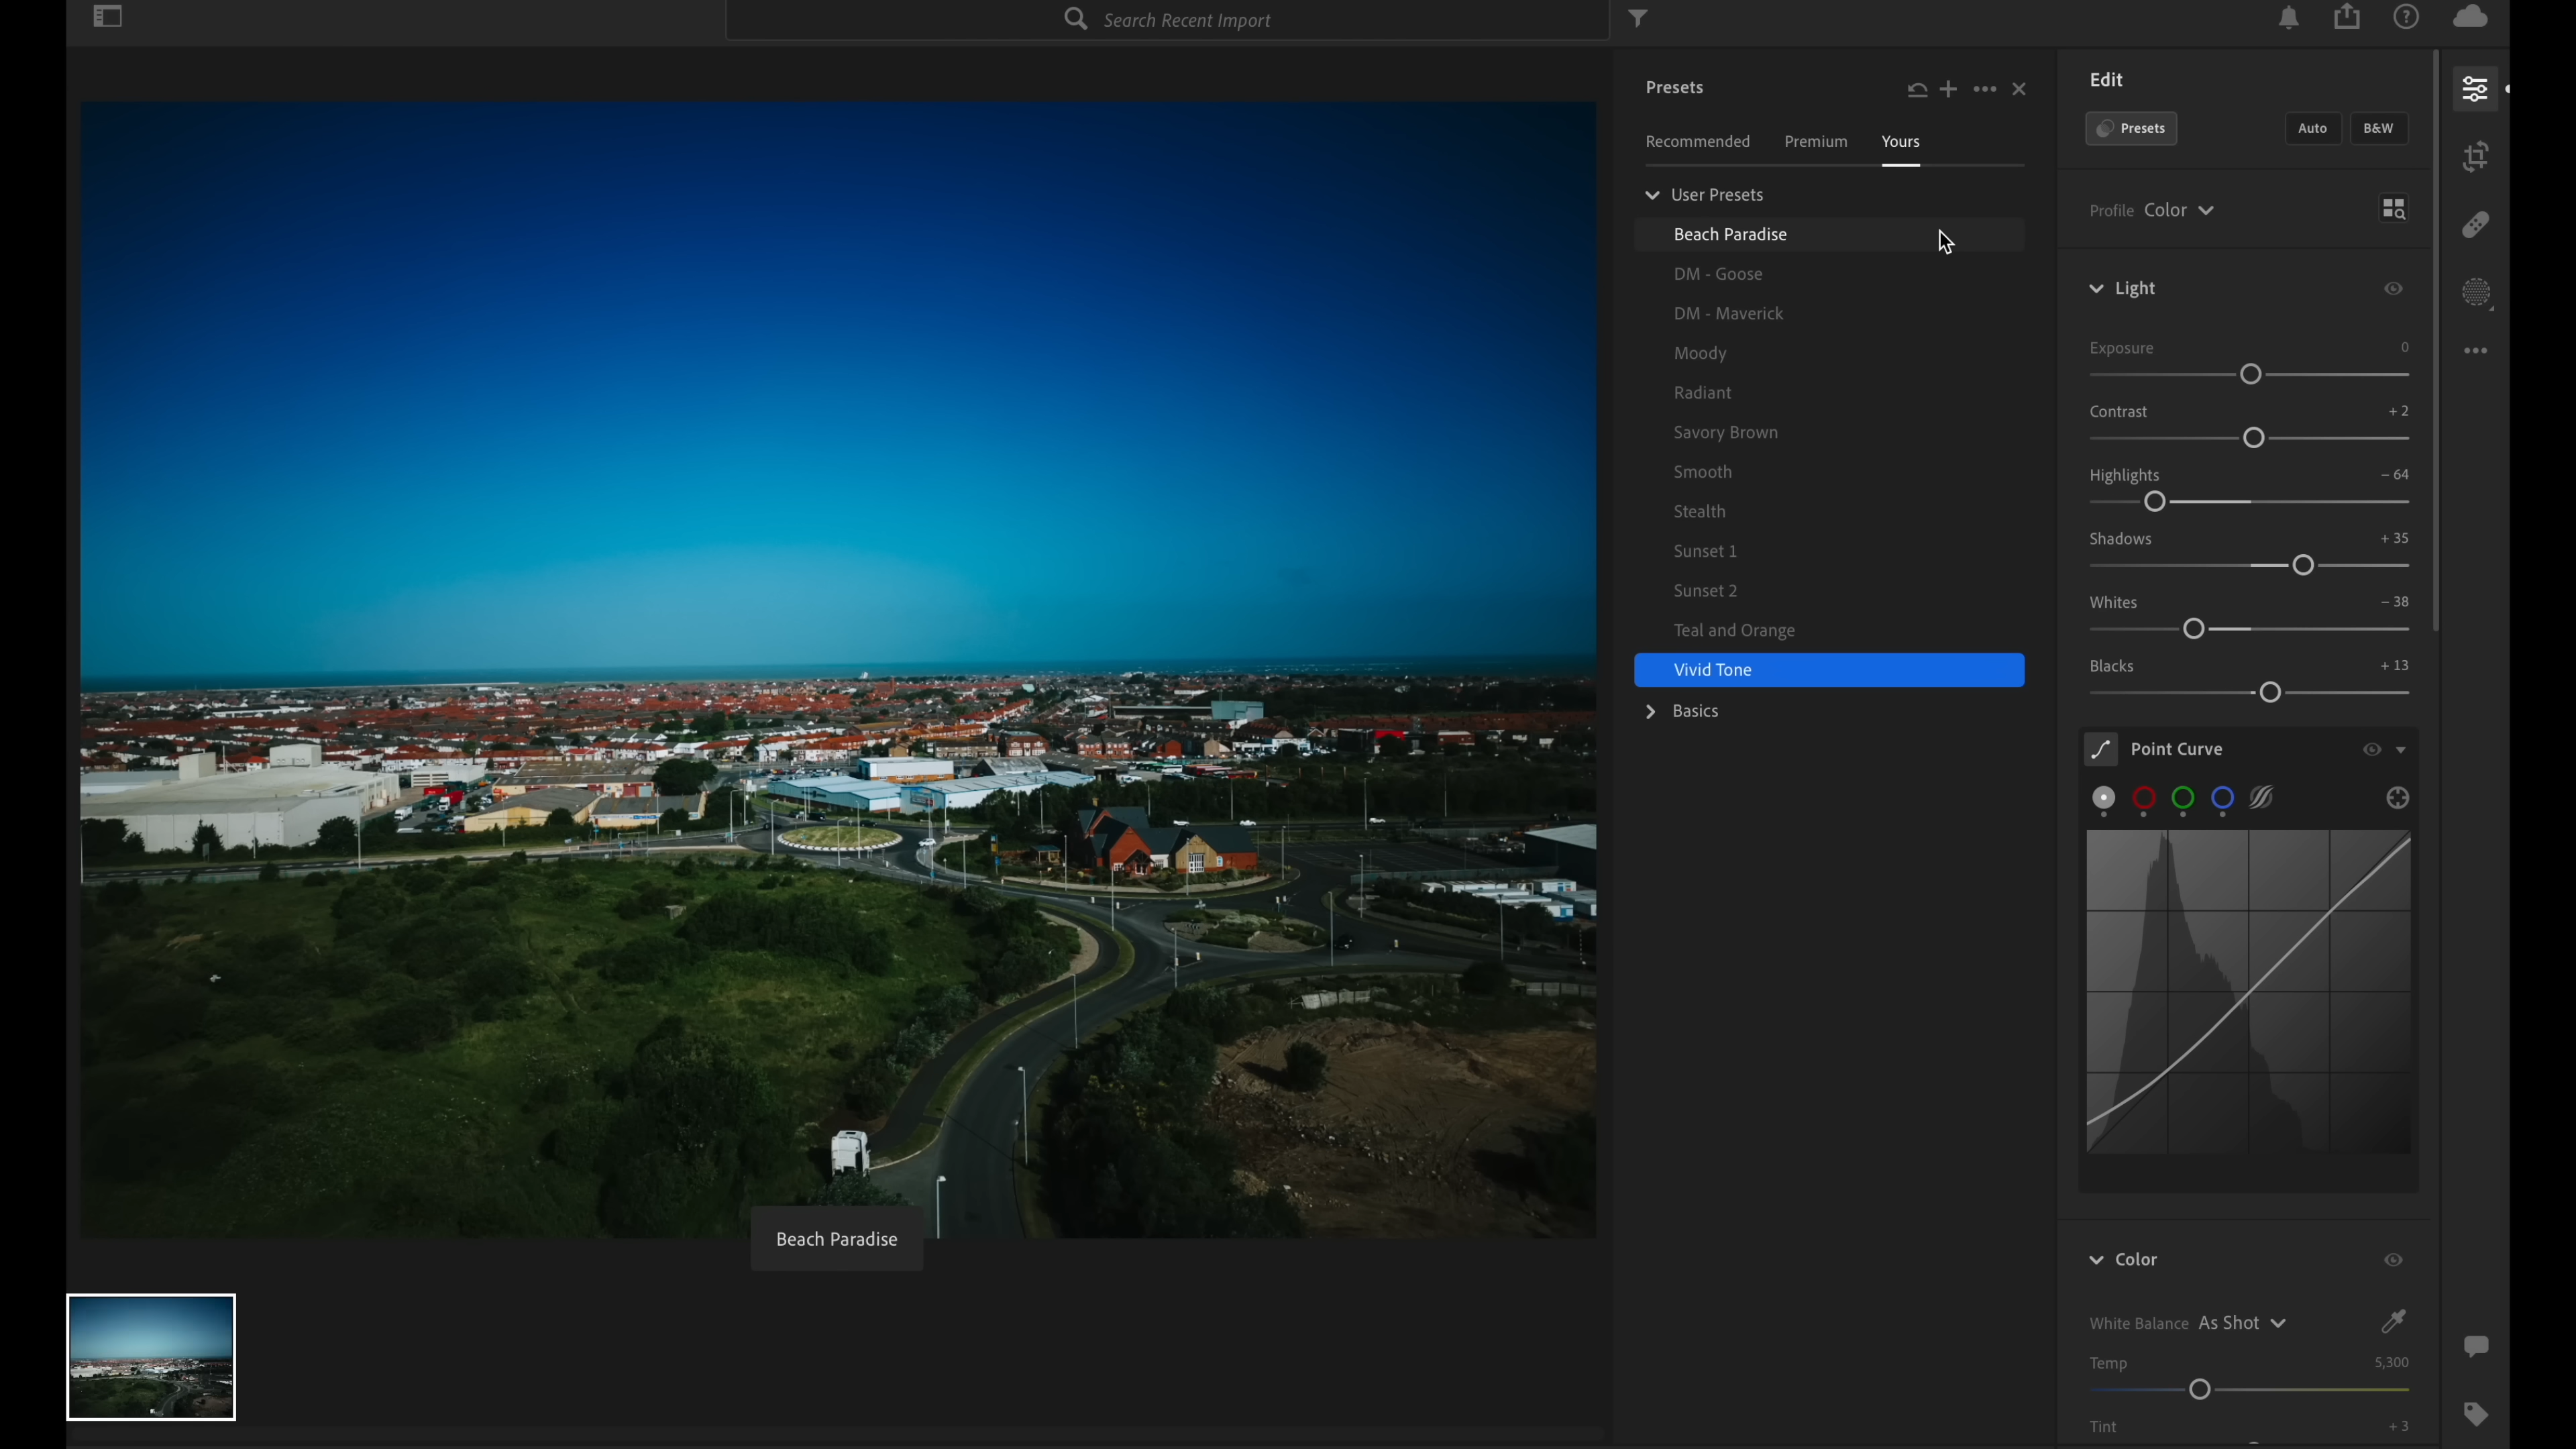 Search Recent Import
Presets
Recommended
Premium
Yours
User Presets
Beach Paradise
DM - Goose
DM - Maverick
Moody
Radiant
Savory Brown
Smooth
Stealth
Sunset 1
Sunset 2
Teal and Orange
Vivid Tone
Basics
Edit
Presets
Auto
B&W
Profile Color
Light
Exposure 0
Contrast + 2
Highlights – 64
Shadows + 35
Whites – 38
Blacks + 13
Point Curve
Color
White Balance As Shot
Temp 5,300
Tint + 3
Beach Paradise